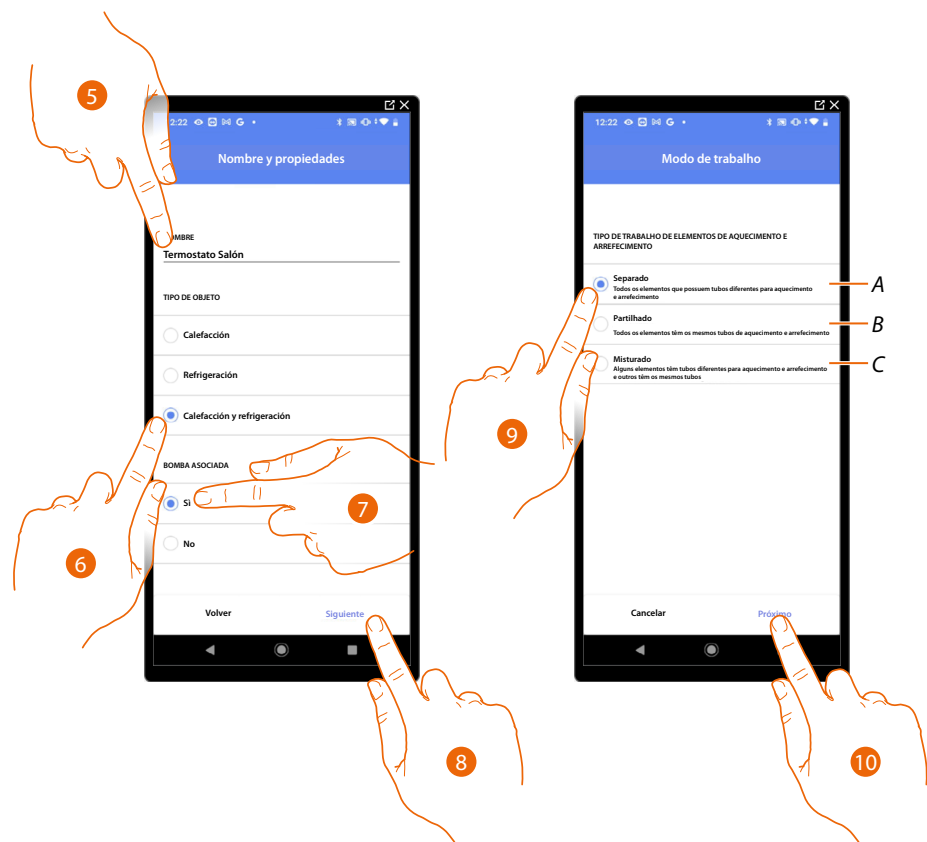 5
2:22 G
Nombre y propiedades
OMBRE
Termostato Salón
TIPO DE OBJETO
Calefacción
Refrigeración
Calefacción y refrigeración
BOMBA ASOCIADA
Sì
No
6
7
Volver
Siguiente
8
12:22 G
Modo de trabalho
TIPO DE TRABALHO DE ELEMENTOS DE AQUECIMENTO E
ARREFECIMENTO
Separado
Todos os elementos que possuem tubos diferentes para aquecimento
e arrefecimento
A
Partilhado
Todos os elementos têm os mesmos tubos de aquecimento e arrefecimento
B
Misturado
Alguns elementos têm tubos diferentes para aquecimento e arrefecimento
e outros têm os mesmos tubos
C
9
Cancelar
Próximo
10